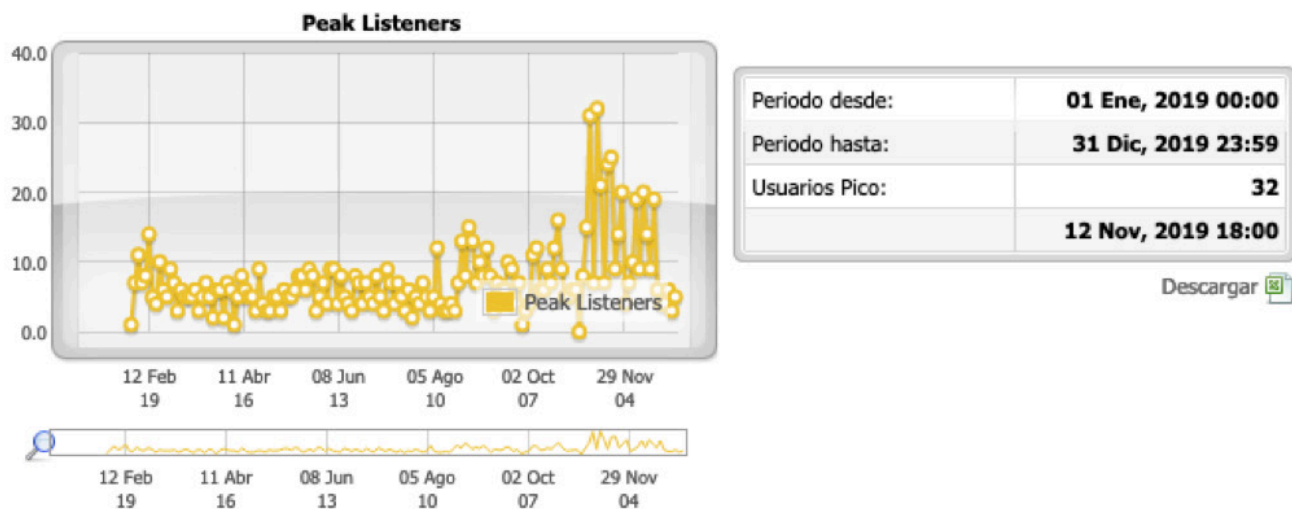 Peak Listeners
40.0
30.0
20.0
10.0
0.0
Peak Listeners
12 Feb 11 Abr 08 Jun 05 Ago 02 Oct 29 Nov
19 16 13 10 07 04
12 Feb 11 Abr 08 Jun 05 Ago 02 Oct 29 Nov
19 16 13 10 07 04
Periodo desde: 01 Ene, 2019 00:00
Periodo hasta: 31 Dic, 2019 23:59
Usuarios Pico: 32
12 Nov, 2019 18:00
Descargar